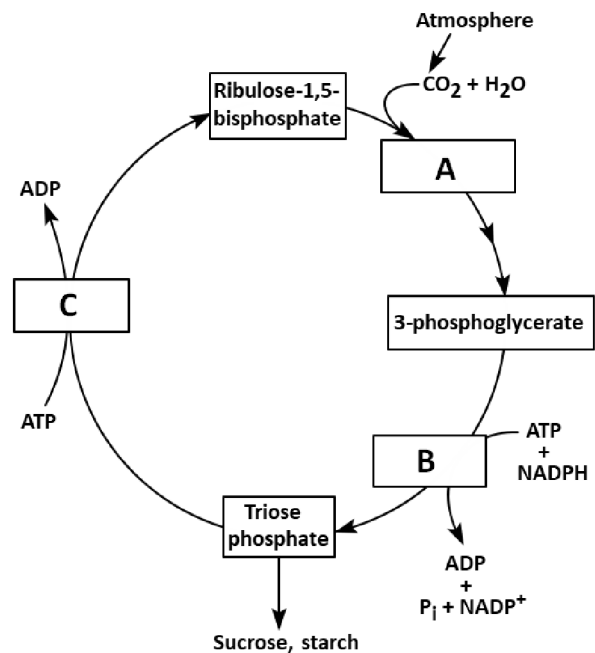 Atmosphere
CO2 + H2O
Ribulose-1,5-
bisphosphate
A
ADP
C
3-phosphoglycerate
ATP
B
ATP
+
NADPH
Triose
phosphate
ADP
+
Pi + NADP+
Sucrose, starch